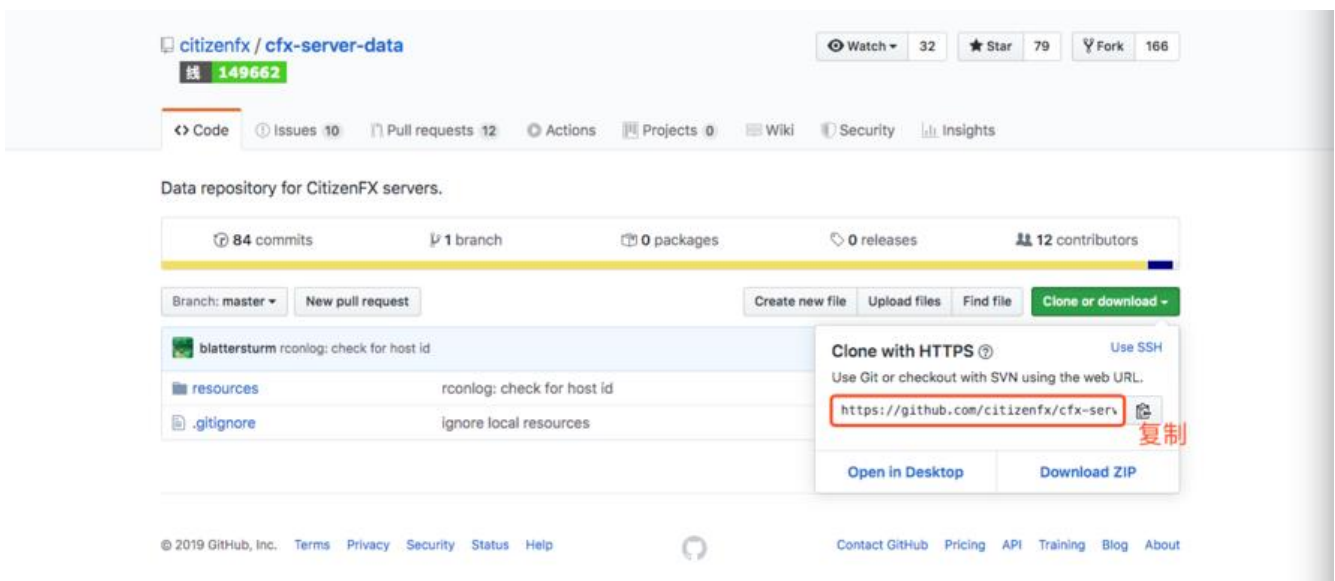 citizenfx / cfx-server-data
Watch 32 Star 79 Fork 166
线 149662
Code Issues 10 Pull requests 12 Actions Projects 0 Wiki Security Insights
Data repository for CitizenFX servers.
84 commits 1 branch 0 packages 0 releases 12 contributors
Branch: master New pull request Create new file Upload files Find file Clone or download
blattersturm rconlog: check for host id
resources rconlog: check for host id
.gitignore ignore local resources
Clone with HTTPS Use SSH
Use Git or checkout with SVN using the web URL.
https://github.com/citizenfx/cfx-serv
复制
Open in Desktop Download ZIP
© 2019 GitHub, Inc. Terms Privacy Security Status Help Contact GitHub Pricing API Training Blog About